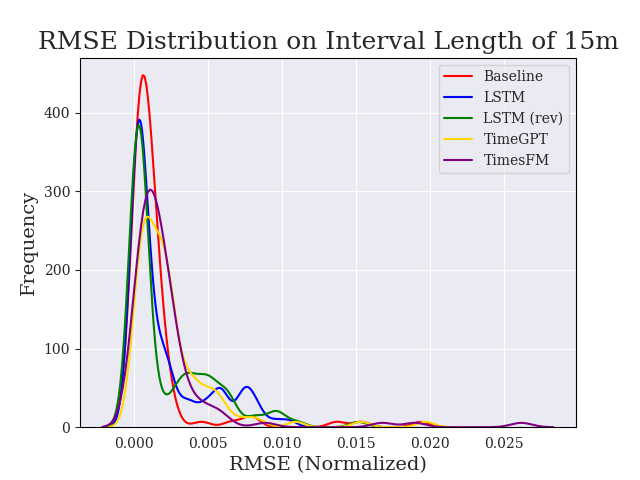 RMSE Distribution on Interval Length of 15m
Baseline
LSTM
LSTM (rev)
TimeGPT
TimesFM
Frequency
400
300
200
100
0
0.000 0.005 0.010 0.015 0.020 0.025
RMSE (Normalized)